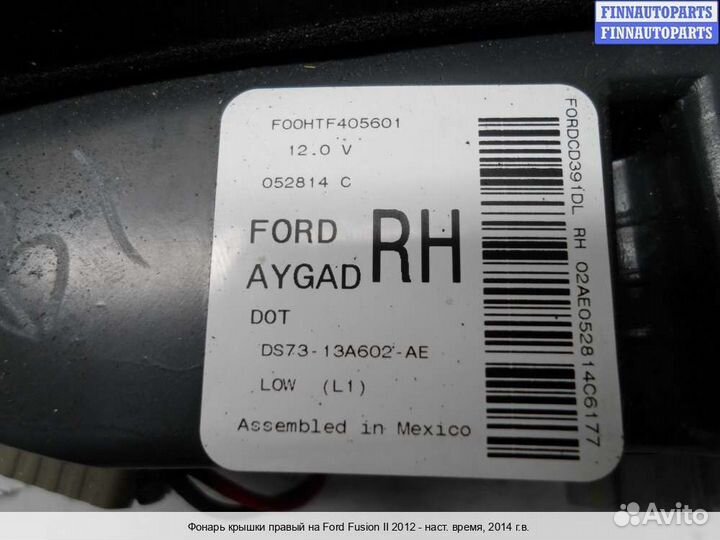 FINNAUTOPARTS
FINNAUTOPARTS
F00HTF405601
12.0 V
052814 C
FORD
AYGAD
RH
DOT
DS73-13A602-AE
LOW (L1)
Assembled in Mexico
FORDCD391DL RH 02AE052814C6177
Avito
Фонарь крышки правый на Ford Fusion II 2012 - наст. время, 2014 г.в.